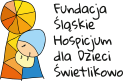 Fundacja
Śląskie
Hospicjum
dla Dzieci
Świetlikowo